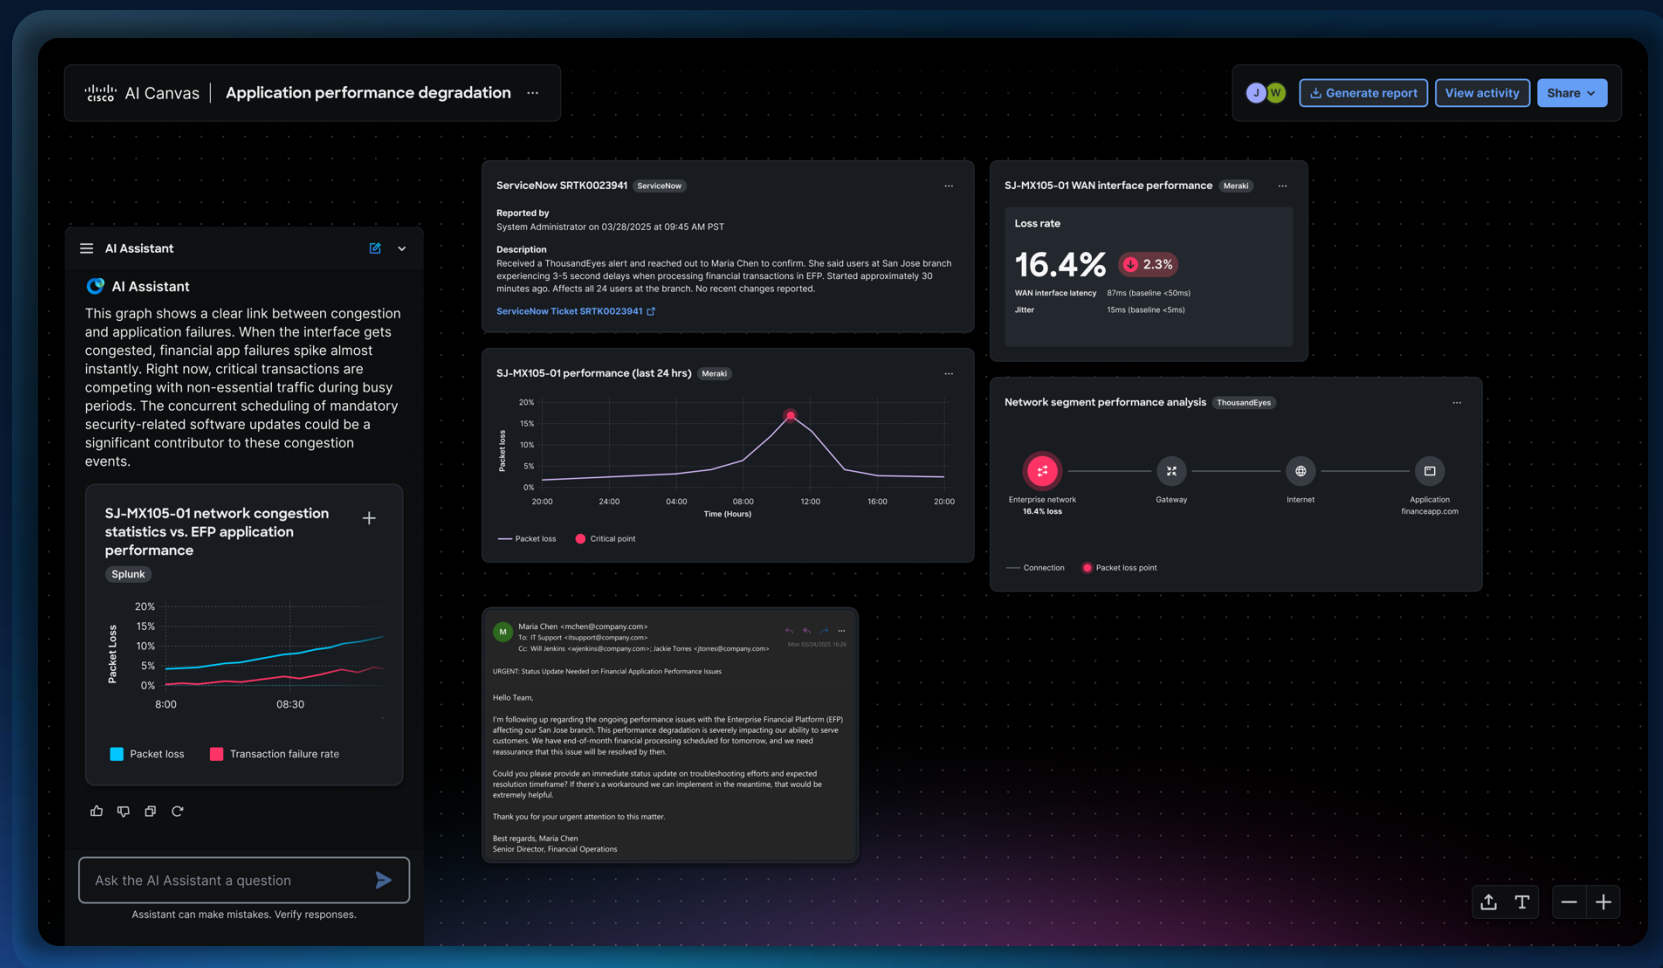 CISCO AI Canvas | Application performance degradation ...
J W Generate report View activity Share
AI Assistant
AI Assistant
This graph shows a clear link between congestion
and application failures. When the interface gets
congested, financial app failures spike almost
instantly. Right now, critical transactions are
competing with non-essential traffic during busy
periods. The concurrent scheduling of mandatory
security-related software updates could be a
significant contributor to these congestion
events.
SJ-MX105-01 network congestion
statistics vs. EFP application
performance
Splunk
Packet Loss
20%
15%
10%
5%
0%
8:00 08:30
Packet loss Transaction failure rate
Ask the AI Assistant a question
Assistant can make mistakes. Verify responses.
ServiceNow SRTK0023941 ServiceNow ...
Reported by
System Administrator on 03/28/2025 at 09:45 AM PST
Description
Received a ThousandEyes alert and reached out to Maria Chen to confirm. She said users at San Jose branch
experiencing 3-5 second delays when processing financial transactions in EFP. Started approximately 30
minutes ago. Affects all 24 users at the branch. No recent changes reported.
ServiceNow Ticket SRTK0023941
SJ-MX105-01 performance (last 24 hrs) Meraki ...
Packet loss
20%
15%
10%
5%
0%
20:00 24:00 04:00 08:00 12:00 16:00 20:00
Time (Hours)
Packet loss Critical point
M
Maria Chen <mchen@company.com>
To: IT Support <itsupport@company.com>
Cc: Will Jenkins <wjenkins@company.com>; Jackie Torres <jtorres@company.com>
...
Mon 03/24/2025 16:26
URGENT: Status Update Needed on Financial Application Performance Issues
Hello Team,
I'm following up regarding the ongoing performance issues with the Enterprise Financial Platform (EFP)
affecting our San Jose branch. This performance degradation is severely impacting our ability to serve
customers. We have end-of-month financial processing scheduled for tomorrow, and we need
reassurance that this issue will be resolved by then.
Could you please provide an immediate status update on troubleshooting efforts and expected
resolution timeframe? If there's a workaround we can implement in the meantime, that would be
extremely helpful.
Thank you for your urgent attention to this matter.
Best regards, Maria Chen
Senior Director, Financial Operations
SJ-MX105-01 WAN interface performance Meraki ...
Loss rate
16.4% 2.3%
WAN interface latency 87ms (baseline <50ms)
Jitter 15ms (baseline <5ms)
Network segment performance analysis ThousandEyes ...
Enterprise network Gateway Internet Application
16.4% loss financeapp.com
Connection Packet loss point
T